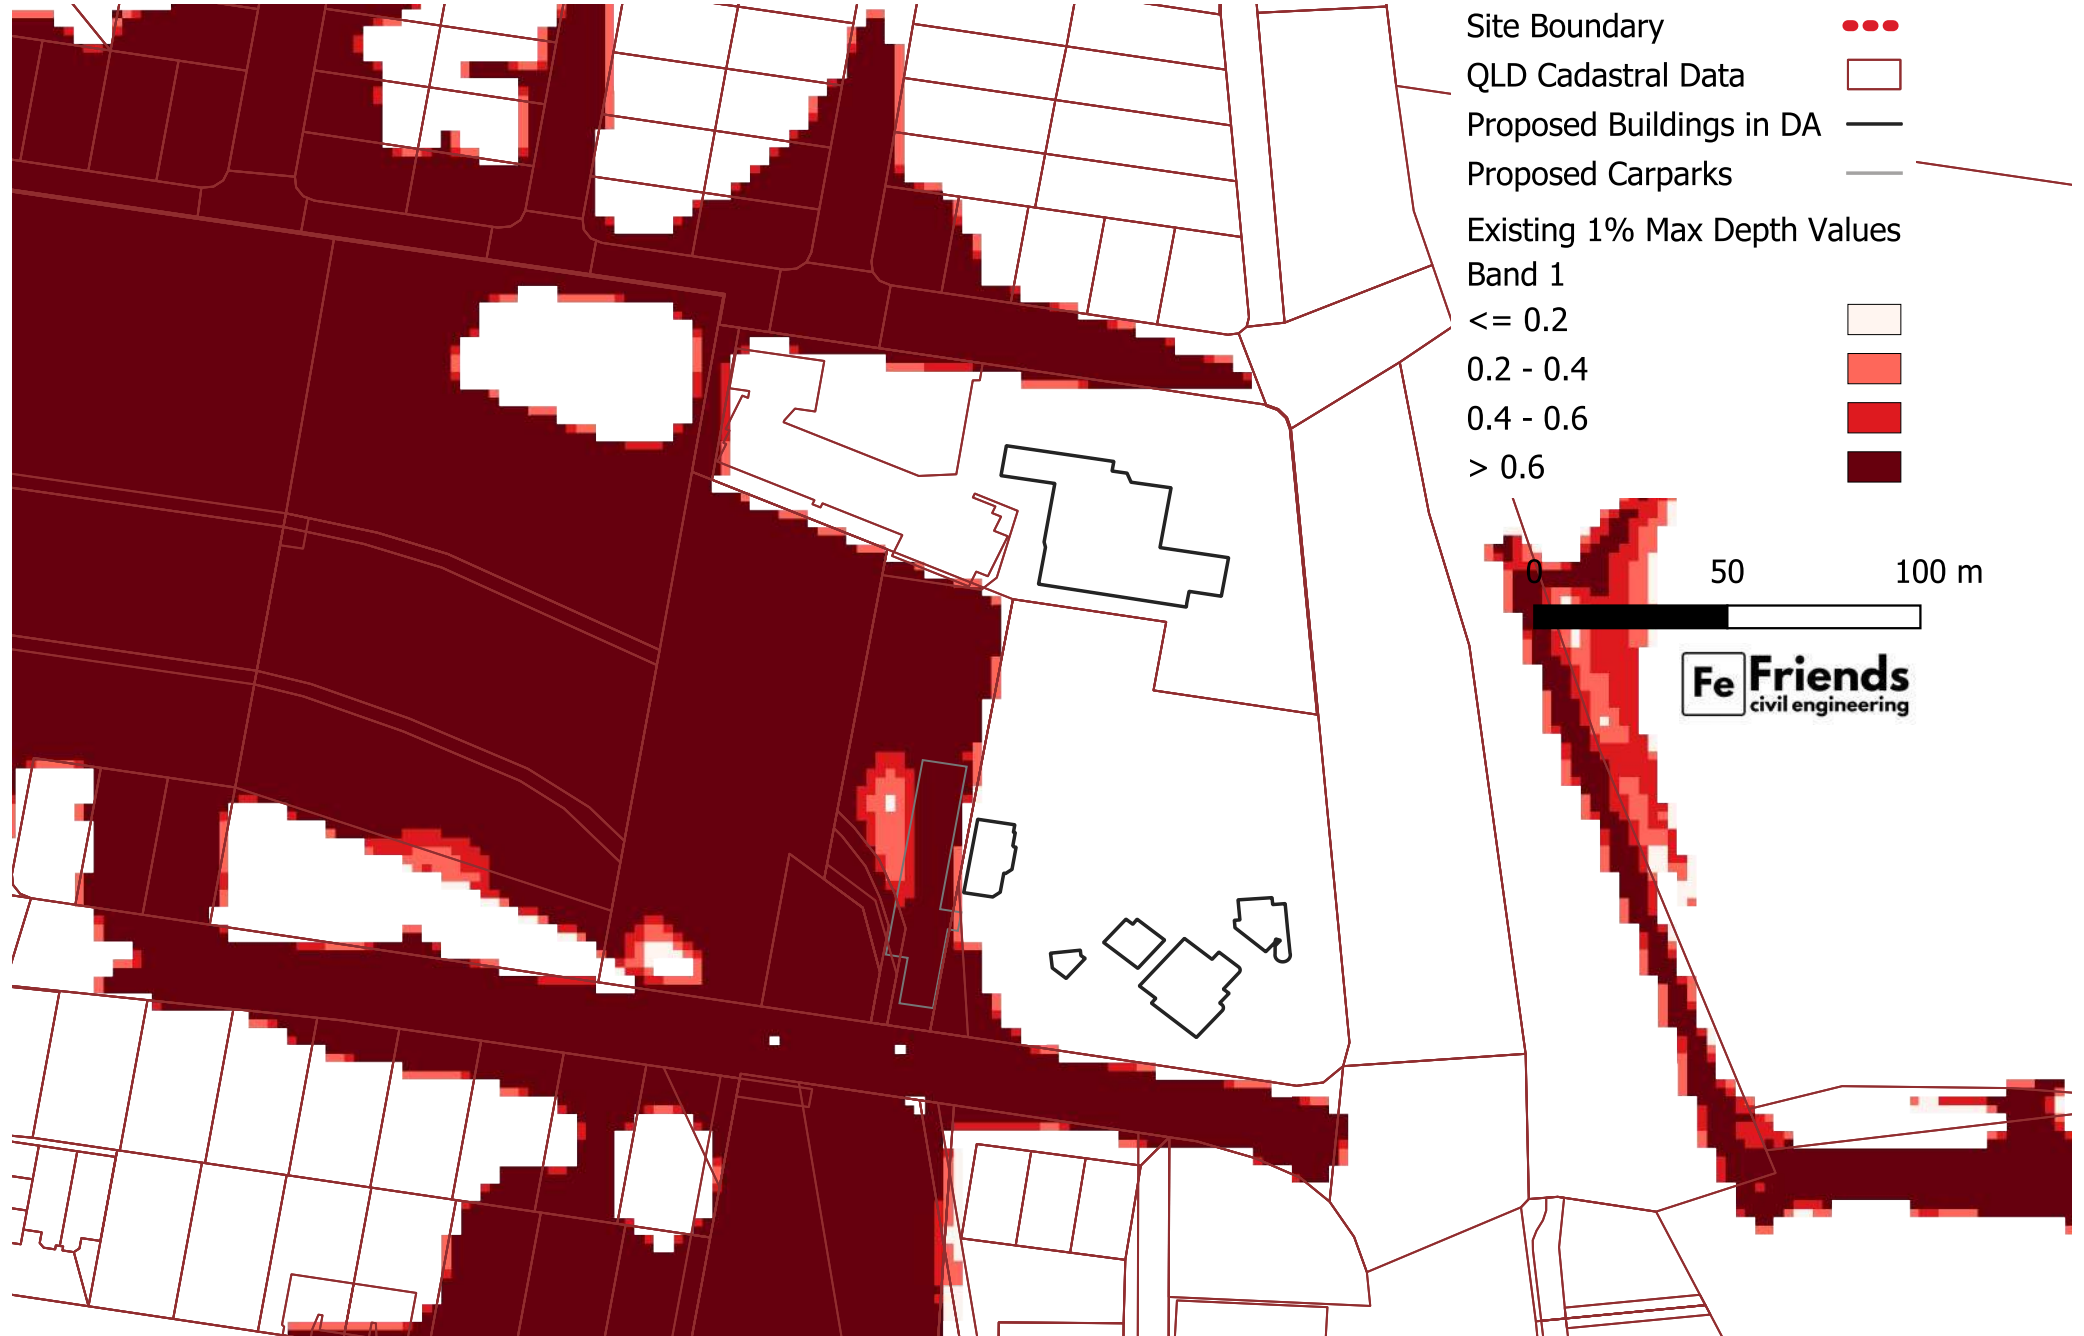 Site Boundary
QLD Cadastral Data
Proposed Buildings in DA
Proposed Carparks
Existing 1% Max Depth Values
Band 1
<= 0.2
0.2 - 0.4
0.4 - 0.6
> 0.6
0 50 100 m
Fe Friends
civil engineering